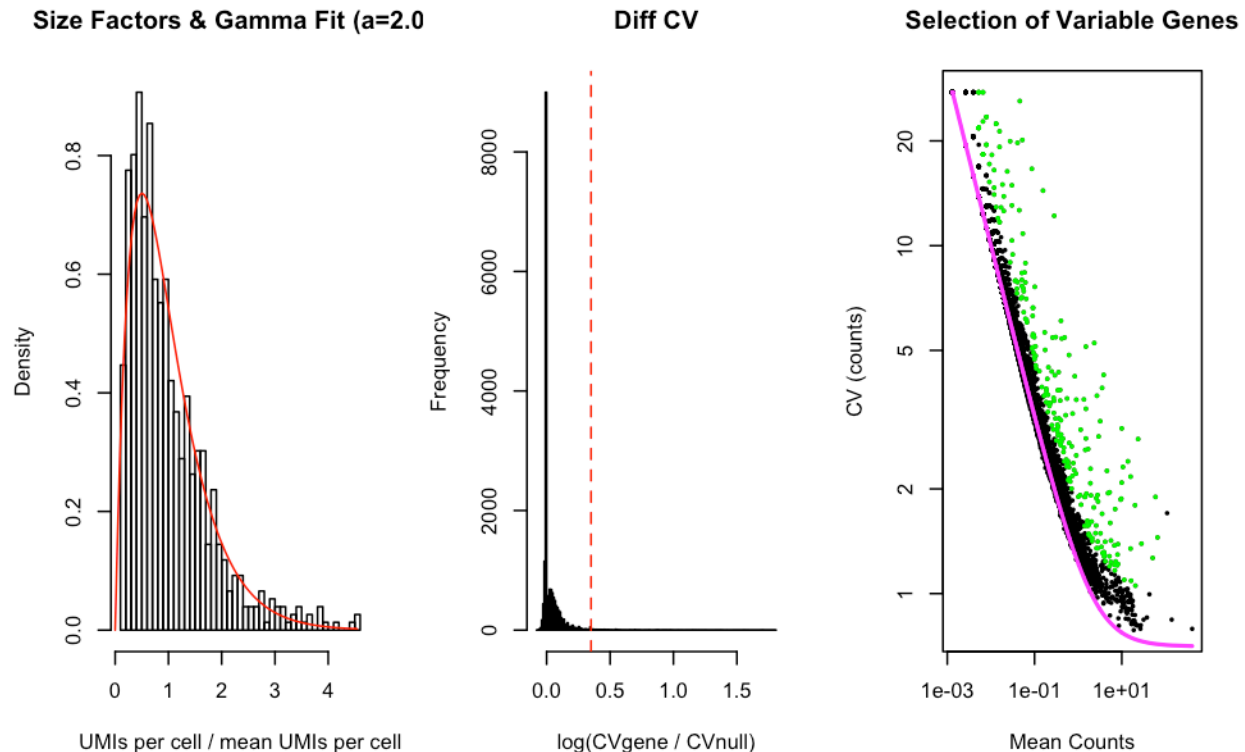 Size Factors & Gamma Fit (a=2.0
Density
0.0
0.2
0.4
0.6
0.8
0
1
2
3
4
UMIs per cell / mean UMIs per cell
Diff CV
Frequency
0
2000
4000
6000
8000
0.0
0.5
1.0
1.5
log(CVgene / CVnull)
Selection of Variable Genes
CV (counts)
1
2
5
10
20
1e-03
1e-01
1e+01
Mean Counts